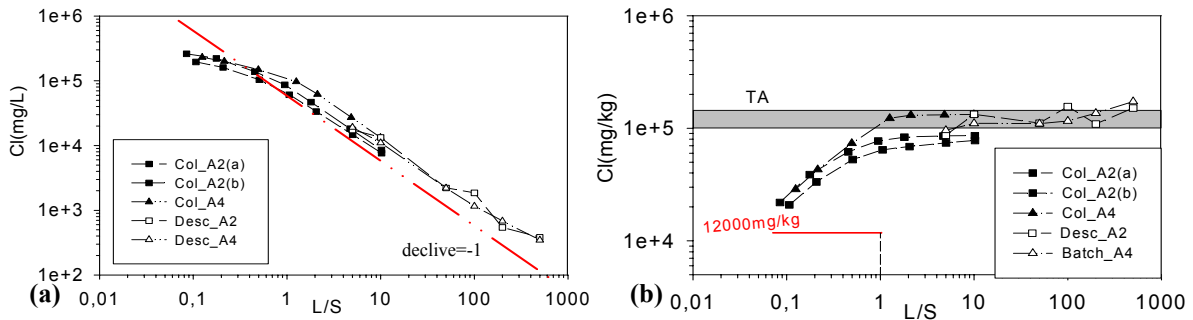 1e+6
1e+5
1e+4
1e+3
1e+2
Cl(mg/L)
Col_A2(a)
Col_A2(b)
Col_A4
Desc_A2
Desc_A4
declive=-1
0,01 0,1 1 10 100 1000
L/S
(a)
1e+6
1e+5
1e+4
Cl(mg/kg)
TA
12000mg/kg
Col_A2(a)
Col_A2(b)
Col_A4
Desc_A2
Batch_A4
0,01 0,1 1 10 100 1000
L/S
(b)